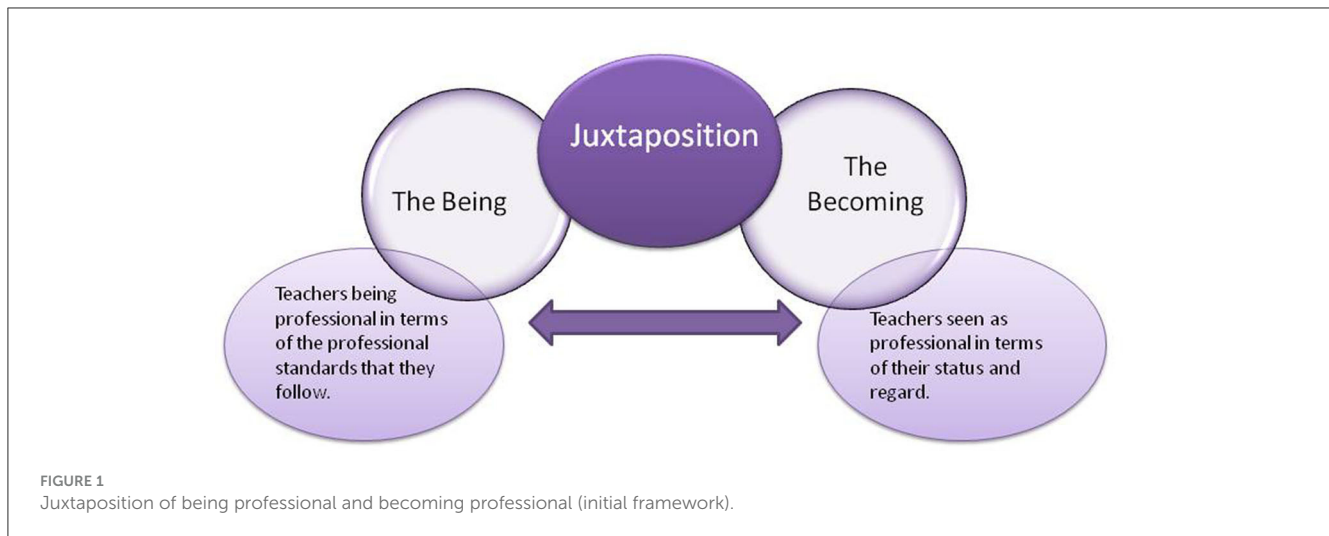 Juxtaposition
The Being
The
Becoming
Teachers being
professional in terms
of the professional
standards that they
follow.
Teachers seen as
professional in terms
of their status and
regard.
FIGURE 1
Juxtaposition of being professional and becoming professional (initial framework).